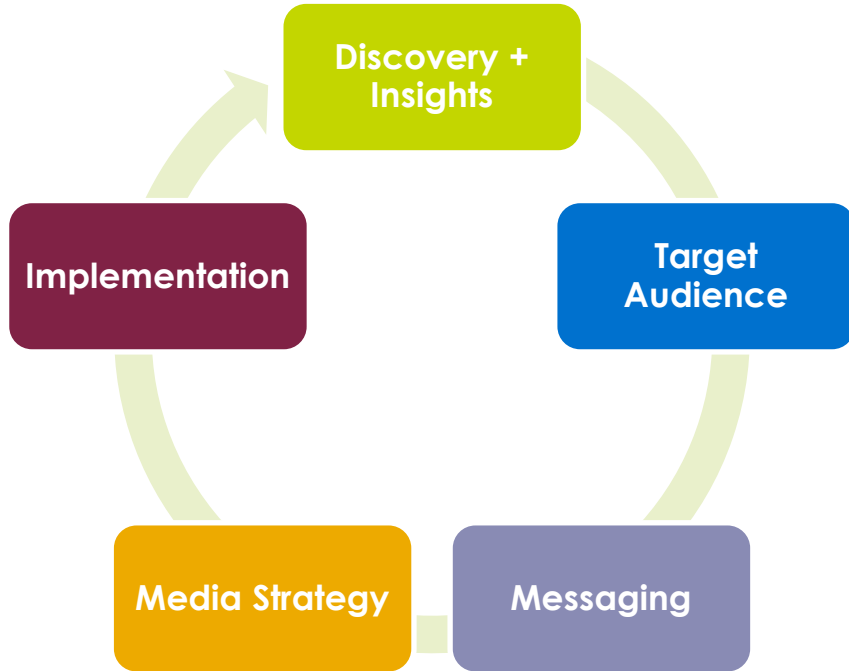 Discovery +
Insights
Target
Audience
Messaging
Media Strategy
Implementation